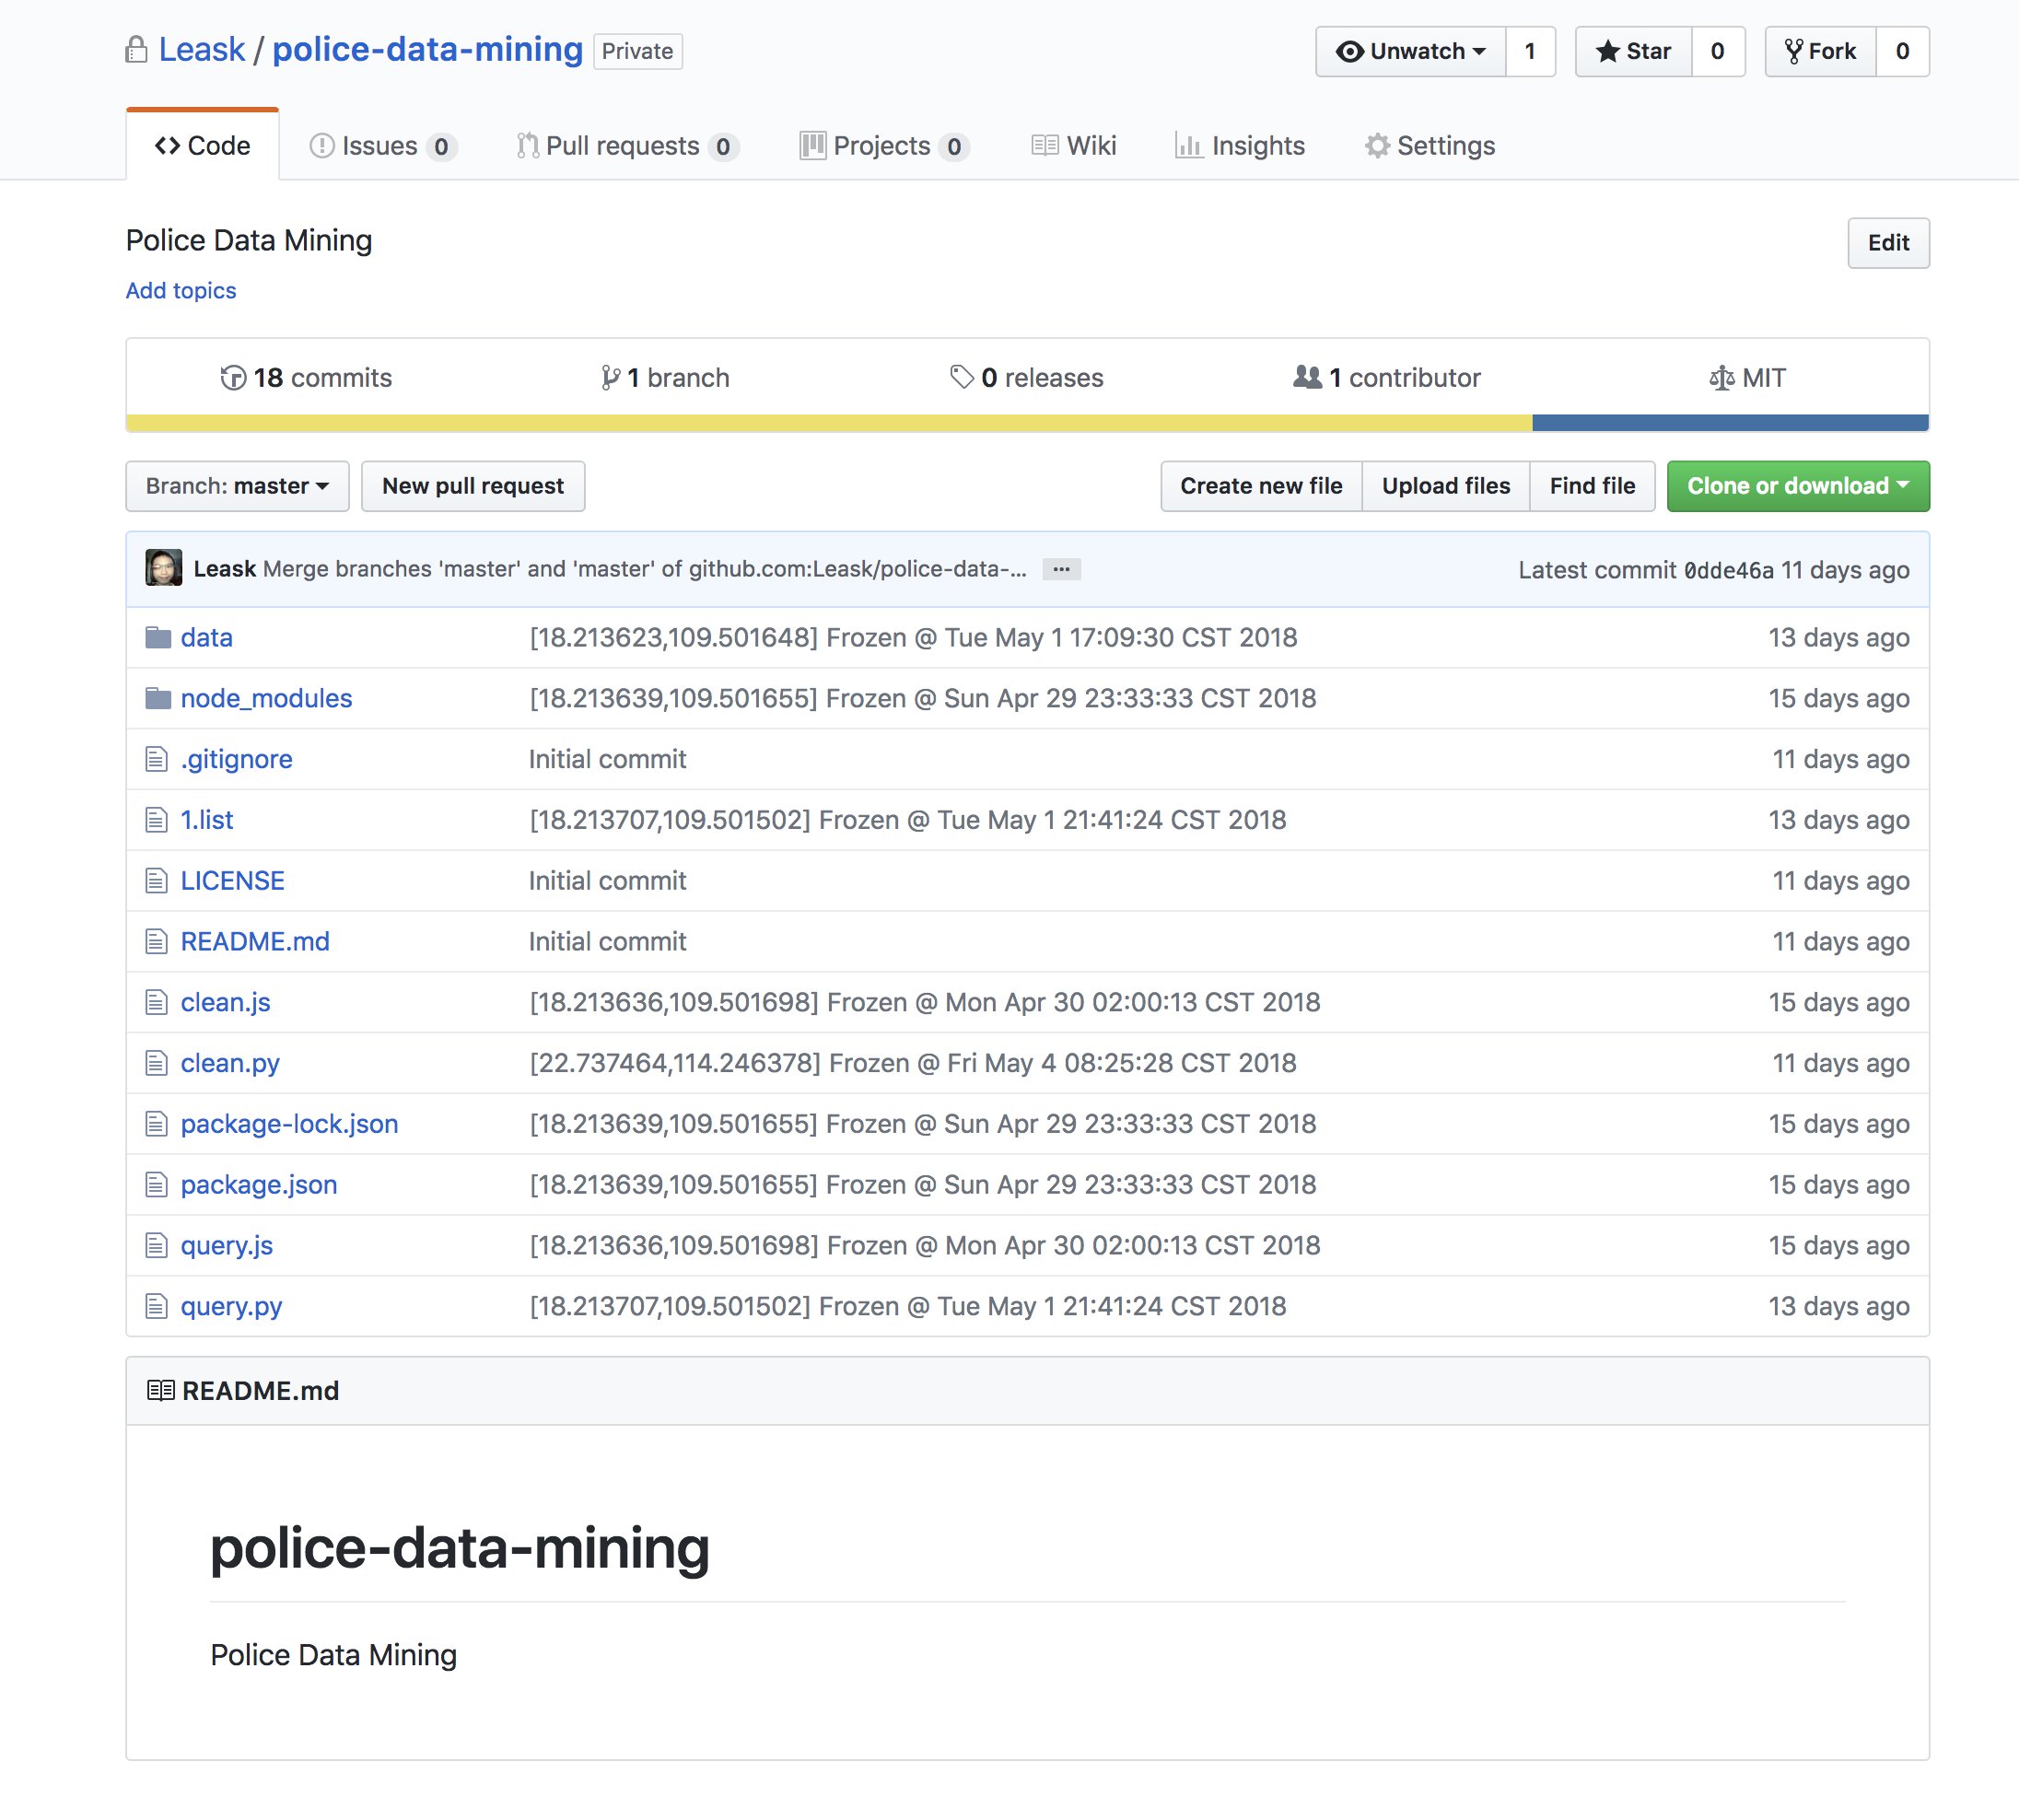 Leask / police-data-mining Private Unwatch 1 Star 0 Fork 0
Code Issues 0 Pull requests 0 Projects 0 Wiki Insights Settings
Police Data Mining Edit
Add topics
18 commits 1 branch 0 releases 1 contributor MIT
Branch: master New pull request Create new file Upload files Find file Clone or download
Leask Merge branches 'master' and 'master' of github.com:Leask/police-data-... ... Latest commit 0dde46a 11 days ago
data [18.213623,109.501648] Frozen @ Tue May 1 17:09:30 CST 2018 13 days ago
node_modules [18.213639,109.501655] Frozen @ Sun Apr 29 23:33:33 CST 2018 15 days ago
.gitignore Initial commit 11 days ago
1.list [18.213707,109.501502] Frozen @ Tue May 1 21:41:24 CST 2018 13 days ago
LICENSE Initial commit 11 days ago
README.md Initial commit 11 days ago
clean.js [18.213636,109.501698] Frozen @ Mon Apr 30 02:00:13 CST 2018 15 days ago
clean.py [22.737464,114.246378] Frozen @ Fri May 4 08:25:28 CST 2018 11 days ago
package-lock.json [18.213639,109.501655] Frozen @ Sun Apr 29 23:33:33 CST 2018 15 days ago
package.json [18.213639,109.501655] Frozen @ Sun Apr 29 23:33:33 CST 2018 15 days ago
query.js [18.213636,109.501698] Frozen @ Mon Apr 30 02:00:13 CST 2018 15 days ago
query.py [18.213707,109.501502] Frozen @ Tue May 1 21:41:24 CST 2018 13 days ago
README.md
police-data-mining
Police Data Mining